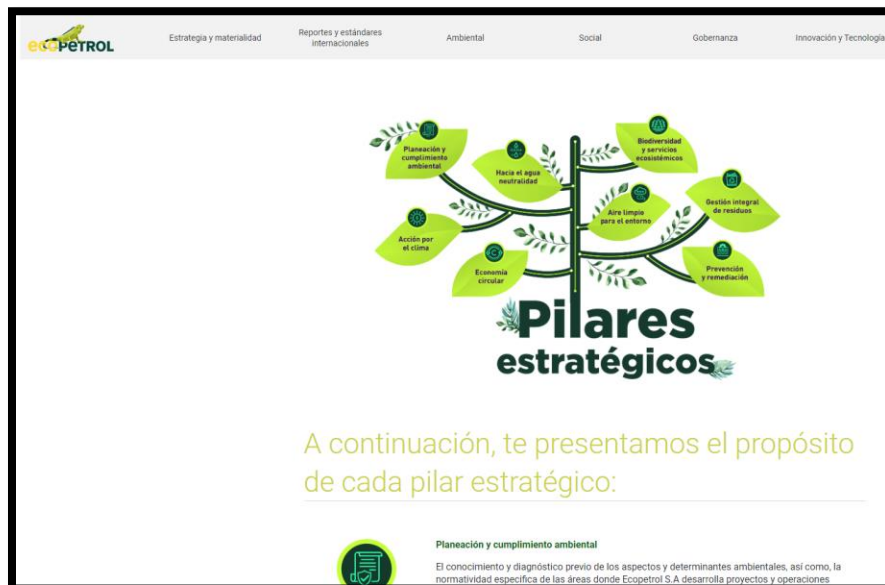 ecopetrol
Estrategia y materialidad
Reportes y estándares
internacionales
Ambiental
Social
Gobernanza
Innovación y Tecnología
Planeación y
cumplimiento
ambiental
Hacia el agua
neutralidad
Biodiversidad
y servicios
ecosistémicos
Gestión integral
de residuos
Aire limpio
para el entorno
Acción por
el clima
Economía
circular
Prevención
y remediación
Pilares
estratégicos
A continuación, te presentamos el propósito
de cada pilar estratégico:
Planeación y cumplimiento ambiental
El conocimiento y diagnóstico previo de los aspectos y determinantes ambientales, así como, la
normatividad especifica de las áreas donde Ecopetrol S.A desarrolla proyectos y operaciones